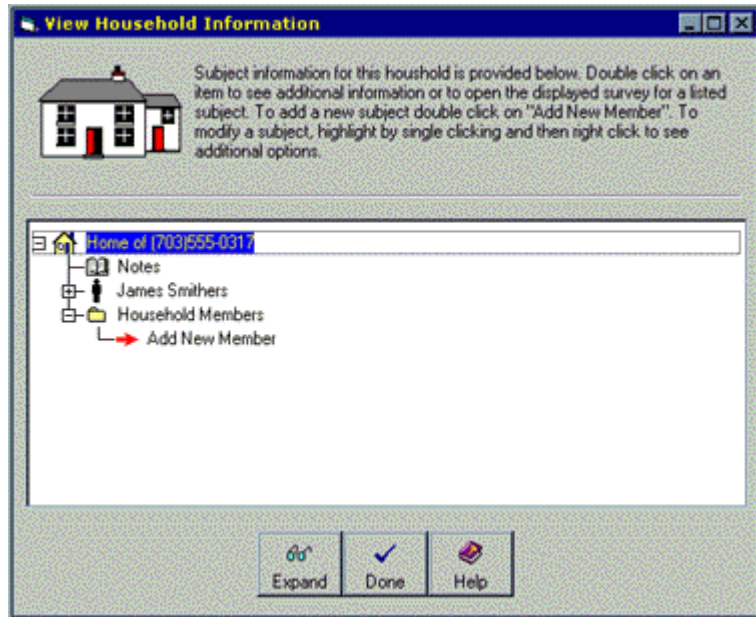 View Household Information
Subject information for this houshold is provided below. Double click on an
item to see additional information or to open the displayed survey for a listed
subject. To add a new subject double click on "Add New Member". To
modify a subject, highlight by single clicking and then right click to see
additional options.
Home of (703)555-0317
Notes
James Smithers
Household Members
Add New Member
Expand Done Help